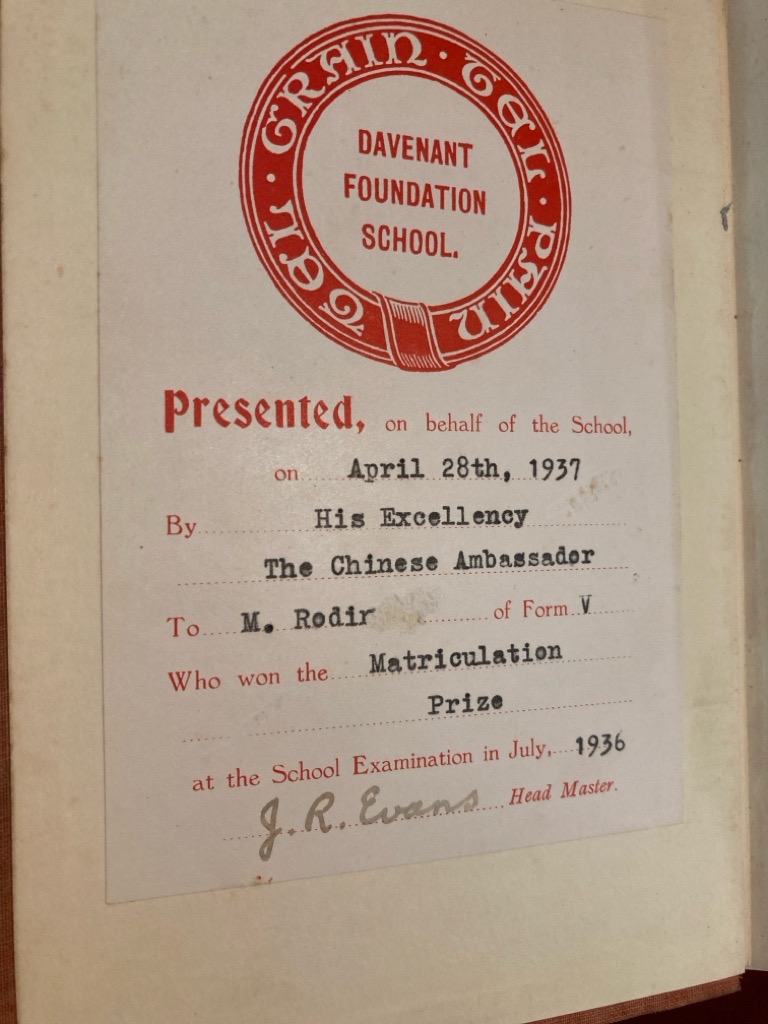 TEL · GRAIN · TEL · PAIN
DAVENANT
FOUNDATION
SCHOOL.
Presented, on behalf of the School,
on April 28th, 1937
By His Excellency
The Chinese Ambassador
To M. Rodir of Form V
Who won the Matriculation
Prize
at the School Examination in July, 1936
J. R. Evans Head Master.